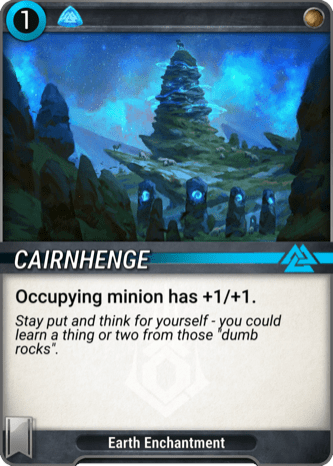 1
CAIRNHENGE
Occupying minion has +1/+1.
Stay put and think for yourself - you could
learn a thing or two from those "dumb
rocks".
Earth Enchantment